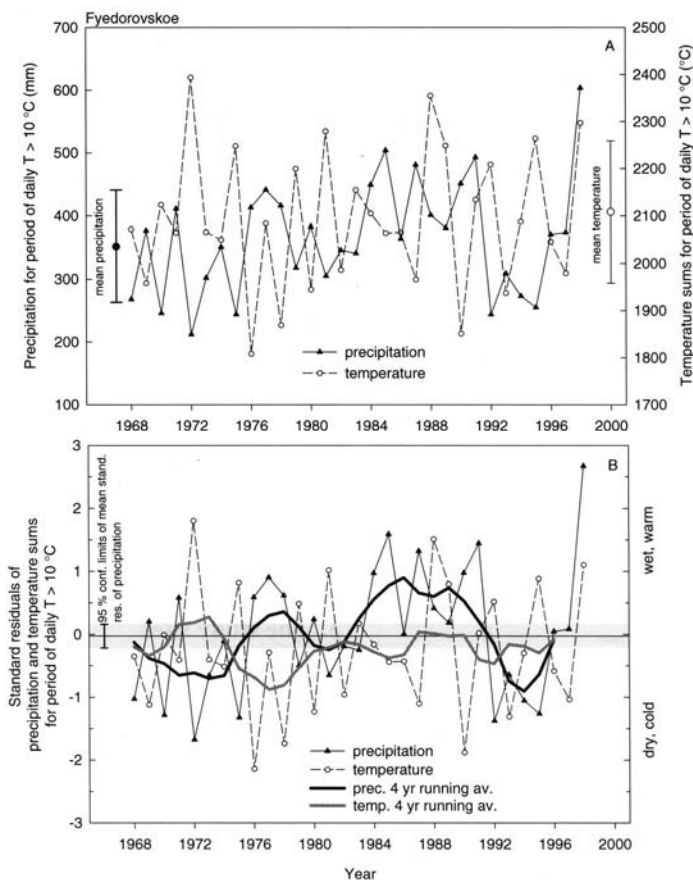 Fyedorovskoe
A
700
600
500
400
300
200
100
Precipitation for period of daily T > 10 °C (mm)
mean precipitation
2500
2400
2300
2200
2100
2000
1900
1800
1700
Temperature sums for period of daily T > 10 °C (°C)
mean temperature
precipitation
temperature
1968 1972 1976 1980 1984 1988 1992 1996 2000
B
3
2
1
0
-1
-2
-3
Standard residuals of
precipitation and temperature sums
for period of daily T > 10 °C
95 % conf. limits of mean stand.
res. of precipitation
wet, warm
dry, cold
precipitation
temperature
prec. 4 yr running av.
temp. 4 yr running av.
1968 1972 1976 1980 1984 1988 1992 1996 2000
Year